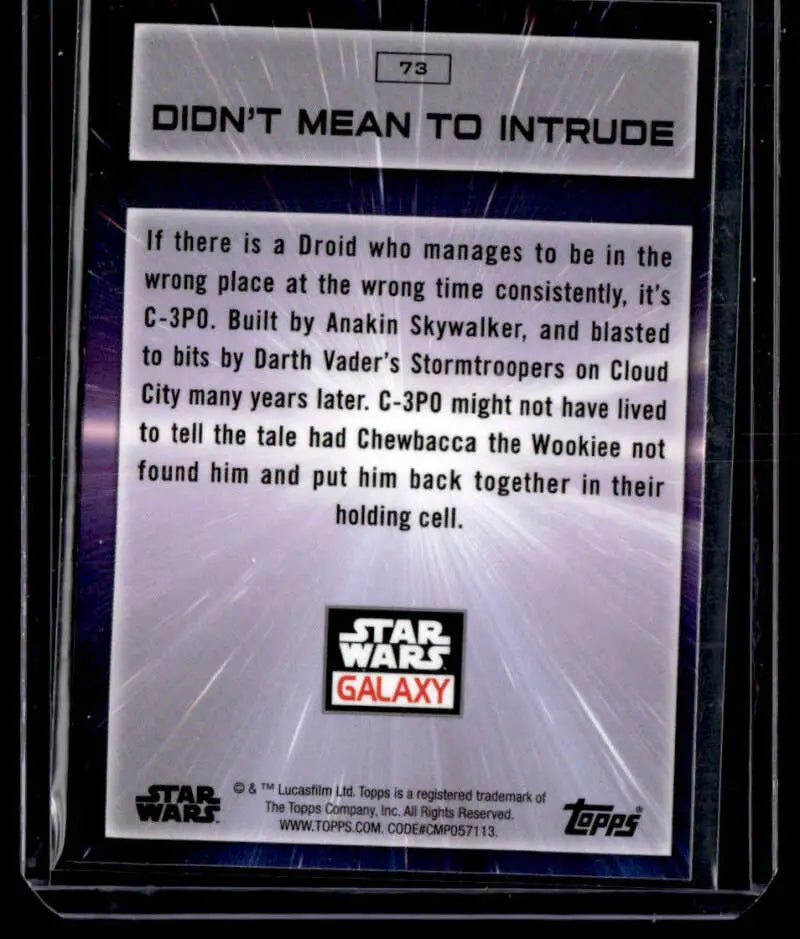 73
DIDN'T MEAN TO INTRUDE
If there is a Droid who manages to be in the
wrong place at the wrong time consistently, it's
C-3PO. Built by Anakin Skywalker, and blasted
to bits by Darth Vader's Stormtroopers on Cloud
City many years later. C-3PO might not have lived
to tell the tale had Chewbacca the Wookiee not
found him and put him back together in their
holding cell.
STAR
WARS
GALAXY
STAR
WARS
© & ™ Lucasfilm Ltd. Topps is a registered trademark of
The Topps Company, Inc. All Rights Reserved.
WWW.TOPPS.COM. CODE#CMP057113.
Topps®